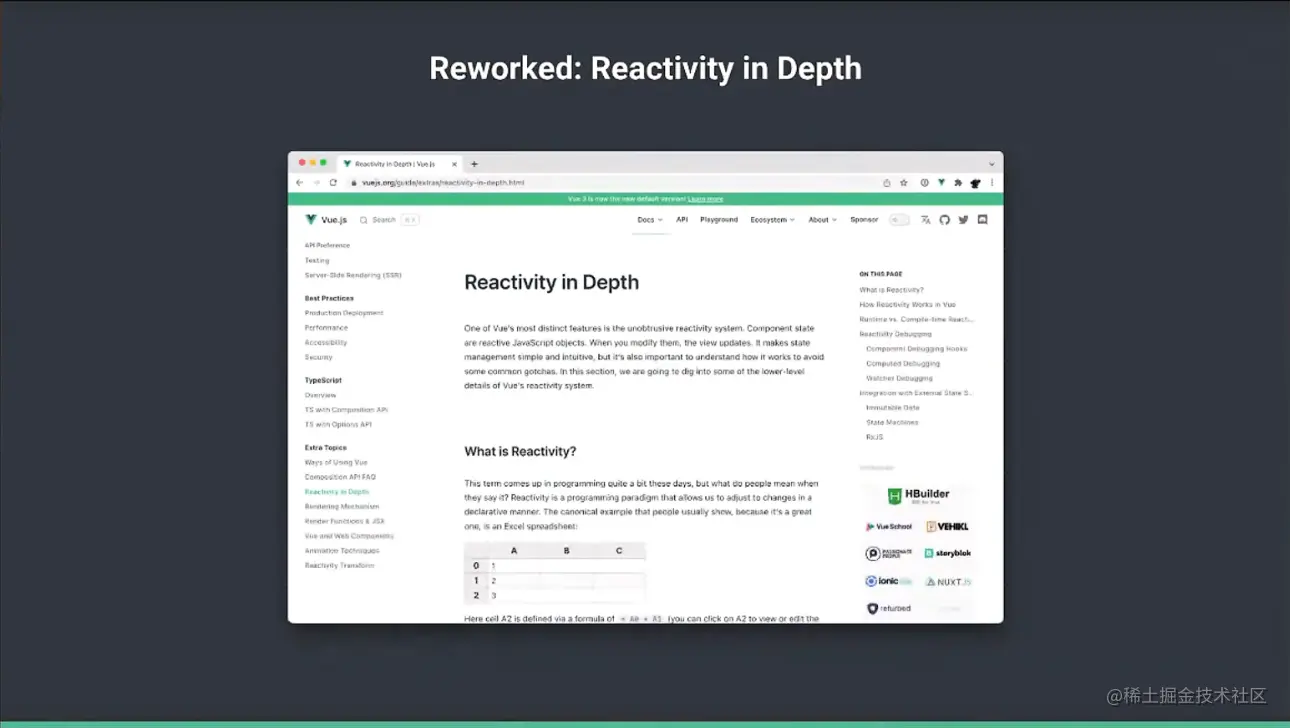 Reworked: Reactivity in Depth
Reactivity in Depth | Vue.js
vuejs.org/guide/extras/reactivity-in-depth.html
Vue 3 is now the new default version! Learn more
Vue.js Search Docs API Playground Ecosystem About Sponsor
API Preference
Testing
Server-Side Rendering (SSR)
Best Practices
Production Deployment
Performance
Accessibility
Security
TypeScript
Overview
TS with Composition API
TS with Options API
Extra Topics
Ways of Using Vue
Composition API FAQ
Reactivity in Depth
Rendering Mechanism
Render Functions & JSX
Vue and Web Components
Animation Techniques
Reactivity Transform
Reactivity in Depth
One of Vue's most distinct features is the unobtrusive reactivity system. Component state
are reactive JavaScript objects. When you modify them, the view updates. It makes state
management simple and intuitive, but it's also important to understand how it works to avoid
some common gotchas. In this section, we are going to dig into some of the lower-level
details of Vue's reactivity system.
What is Reactivity?
This term comes up in programming quite a bit these days, but what do people mean when
they say it? Reactivity is a programming paradigm that allows us to adjust to changes in a
declarative manner. The canonical example that people usually show, because it's a great
one, is an Excel spreadsheet:
A B C
0 1
1 2
2 3
Here cell A2 is defined via a formula of = A0 + A1 (you can click on A2 to view or edit the
ON THIS PAGE
What is Reactivity?
How Reactivity Works in Vue
Runtime vs. Compile-time React...
Reactivity Debugging
Component Debugging Hooks
Computed Debugging
Watcher Debugging
Integration with External State S...
Immutable Data
State Machines
RxJS
HBuilder
Vue School VEHIKL
PASSIONATE PEOPLE storyblok
ionic NUXTJS
refurbed
@稀土掘金技术社区